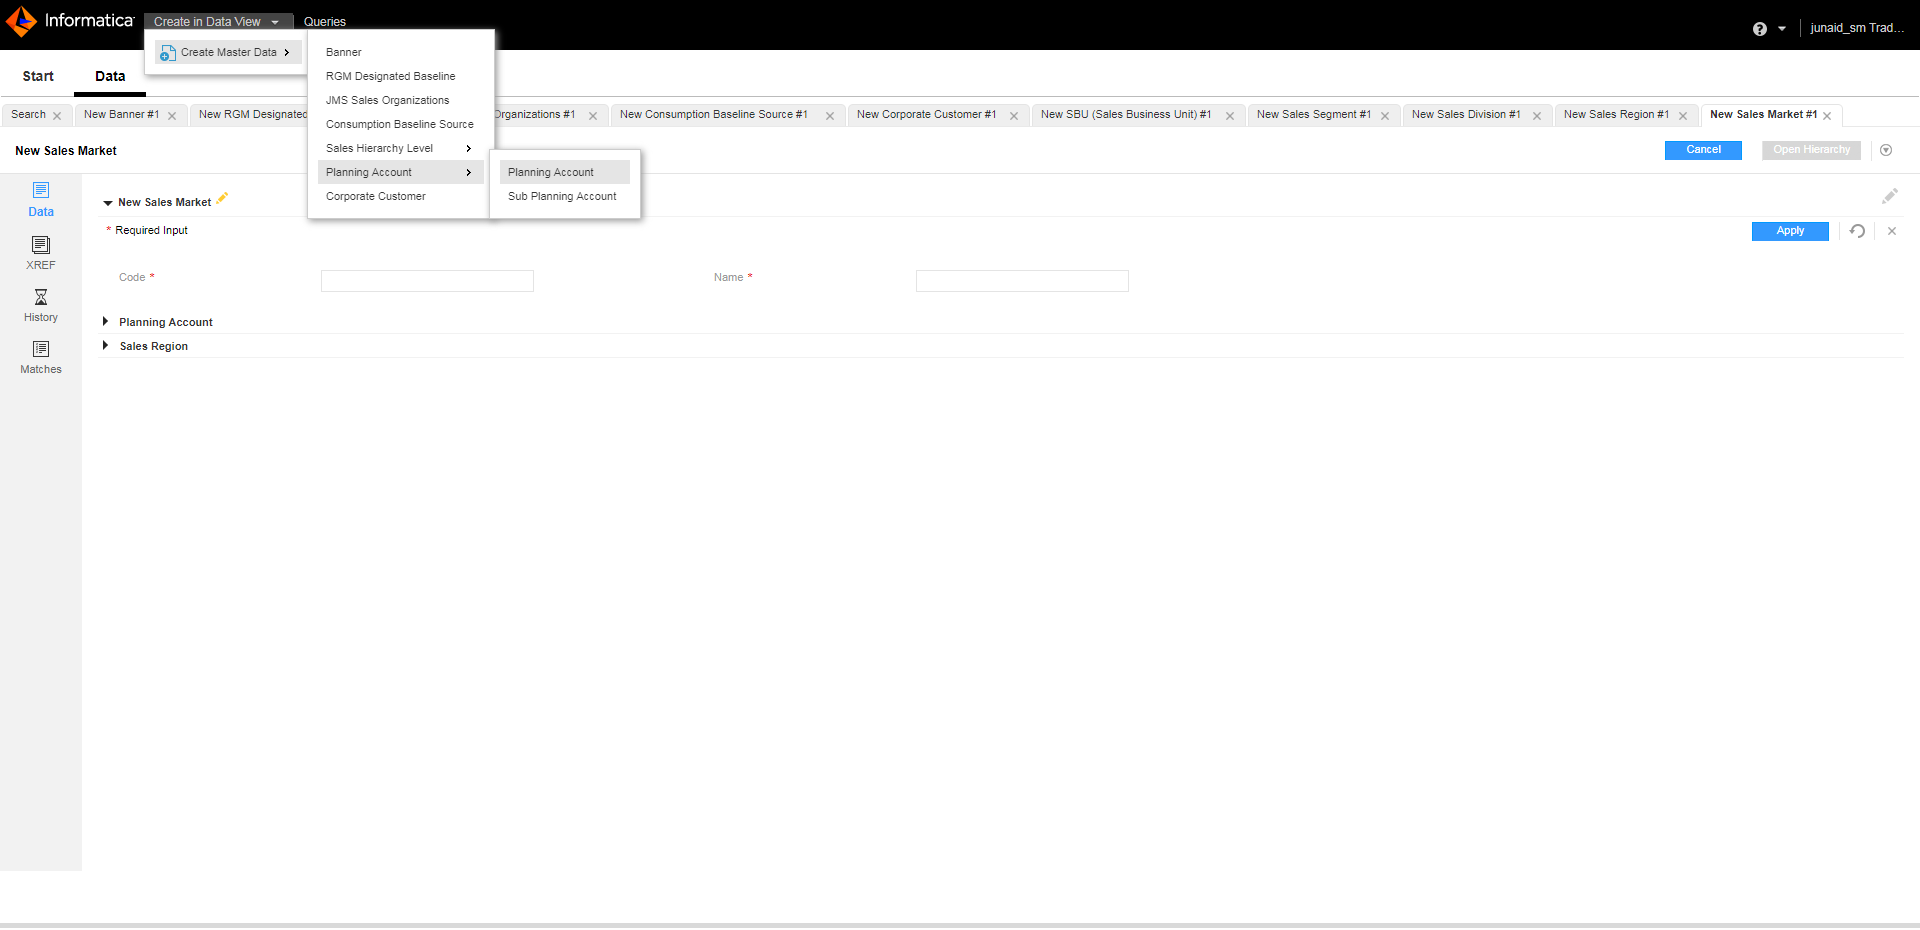 Informatica
Create in Data View
Queries
junaid_sm Trad...
Create Master Data
Banner
RGM Designated Baseline
JMS Sales Organizations
Consumption Baseline Source
Sales Hierarchy Level
Planning Account
Corporate Customer
Planning Account
Sub Planning Account
Start
Data
Search
New Banner #1
New RGM Designated
Organizations #1
New Consumption Baseline Source #1
New Corporate Customer #1
New SBU (Sales Business Unit) #1
New Sales Segment #1
New Sales Division #1
New Sales Region #1
New Sales Market #1
New Sales Market
Cancel
Open Hierarchy
Data
XREF
History
Matches
New Sales Market
* Required Input
Apply
Code *
Name *
Planning Account
Sales Region